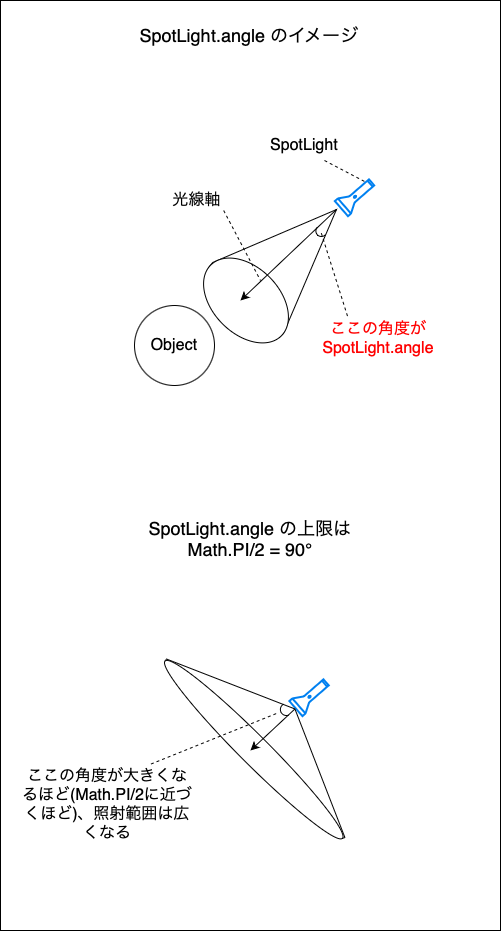 SpotLight.angle のイメージ
SpotLight
光線軸
ここの角度が
SpotLight.angle
Object
SpotLight.angle の上限は
Math.PI/2 = 90°
ここの角度が大きくな
るほど(Math.PI/2に近づ
くほど)、照射範囲は広
くなる